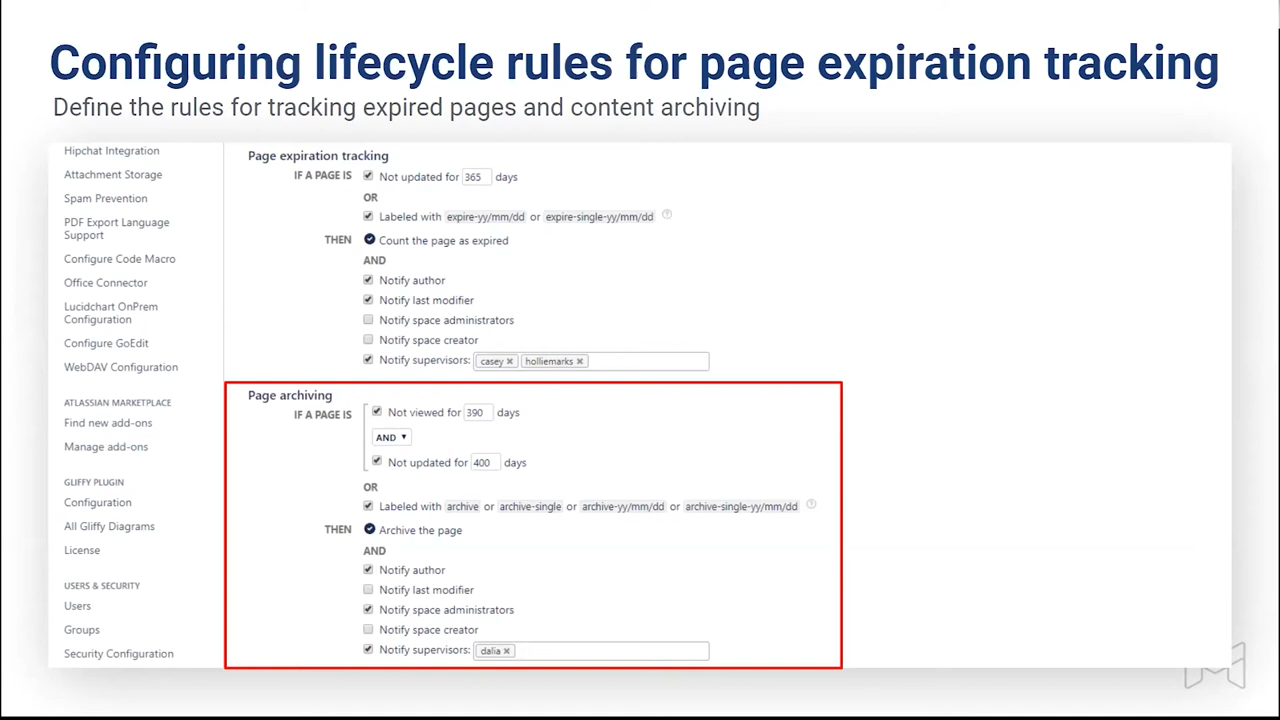 Configuring lifecycle rules for page expiration tracking
Define the rules for tracking expired pages and content archiving
Hipchat Integration
Attachment Storage
Spam Prevention
PDF Export Language
Support
Configure Code Macro
Office Connector
Lucidchart OnPrem
Configuration
Configure GoEdit
WebDAV Configuration
ATLASSIAN MARKETPLACE
Find new add-ons
Manage add-ons
GLIFFY PLUGIN
Configuration
All Gliffy Diagrams
License
USERS & SECURITY
Users
Groups
Security Configuration
Page expiration tracking
IF A PAGE IS Not updated for 365 days
OR
Labeled with expire-yy/mm/dd or expire-single-yy/mm/dd ?
THEN Count the page as expired
AND
Notify author
Notify last modifier
Notify space administrators
Notify space creator
Notify supervisors: casey × holliemarks ×
Page archiving
IF A PAGE IS Not viewed for 390 days
AND ▼
Not updated for 400 days
OR
Labeled with archive or archive-single or archive-yy/mm/dd or archive-single-yy/mm/dd ?
THEN Archive the page
AND
Notify author
Notify last modifier
Notify space administrators
Notify space creator
Notify supervisors: dalia ×